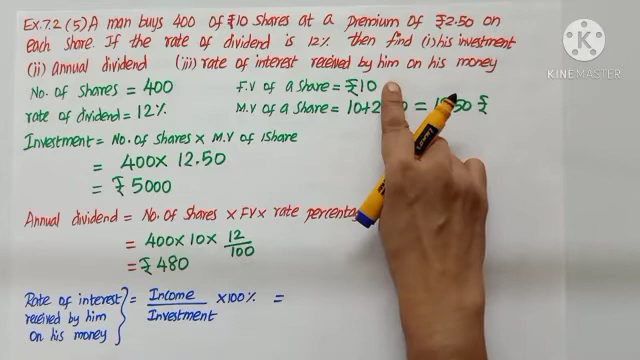 Ex.7.2 (5) A man buys 400 of ₹10 shares at a premium of ₹2.50 on
each share. If the rate of dividend is 12% then find (i) his investment
(ii) annual dividend (iii) rate of interest received by him on his money
KINEMASTER
No. of shares = 400
F.V of a share = ₹10
rate of dividend = 12%
M.V of a share = 10+2 = 50 ₹
Investment = No. of shares × M.V of 1share
= 400 × 12.50
= ₹ 5000
Annual dividend = No. of shares × FV × rate percentag
= 400 × 10 × 12/100
= ₹ 480
Rate of interest received by him on his money } = Income/Investment ×100% =